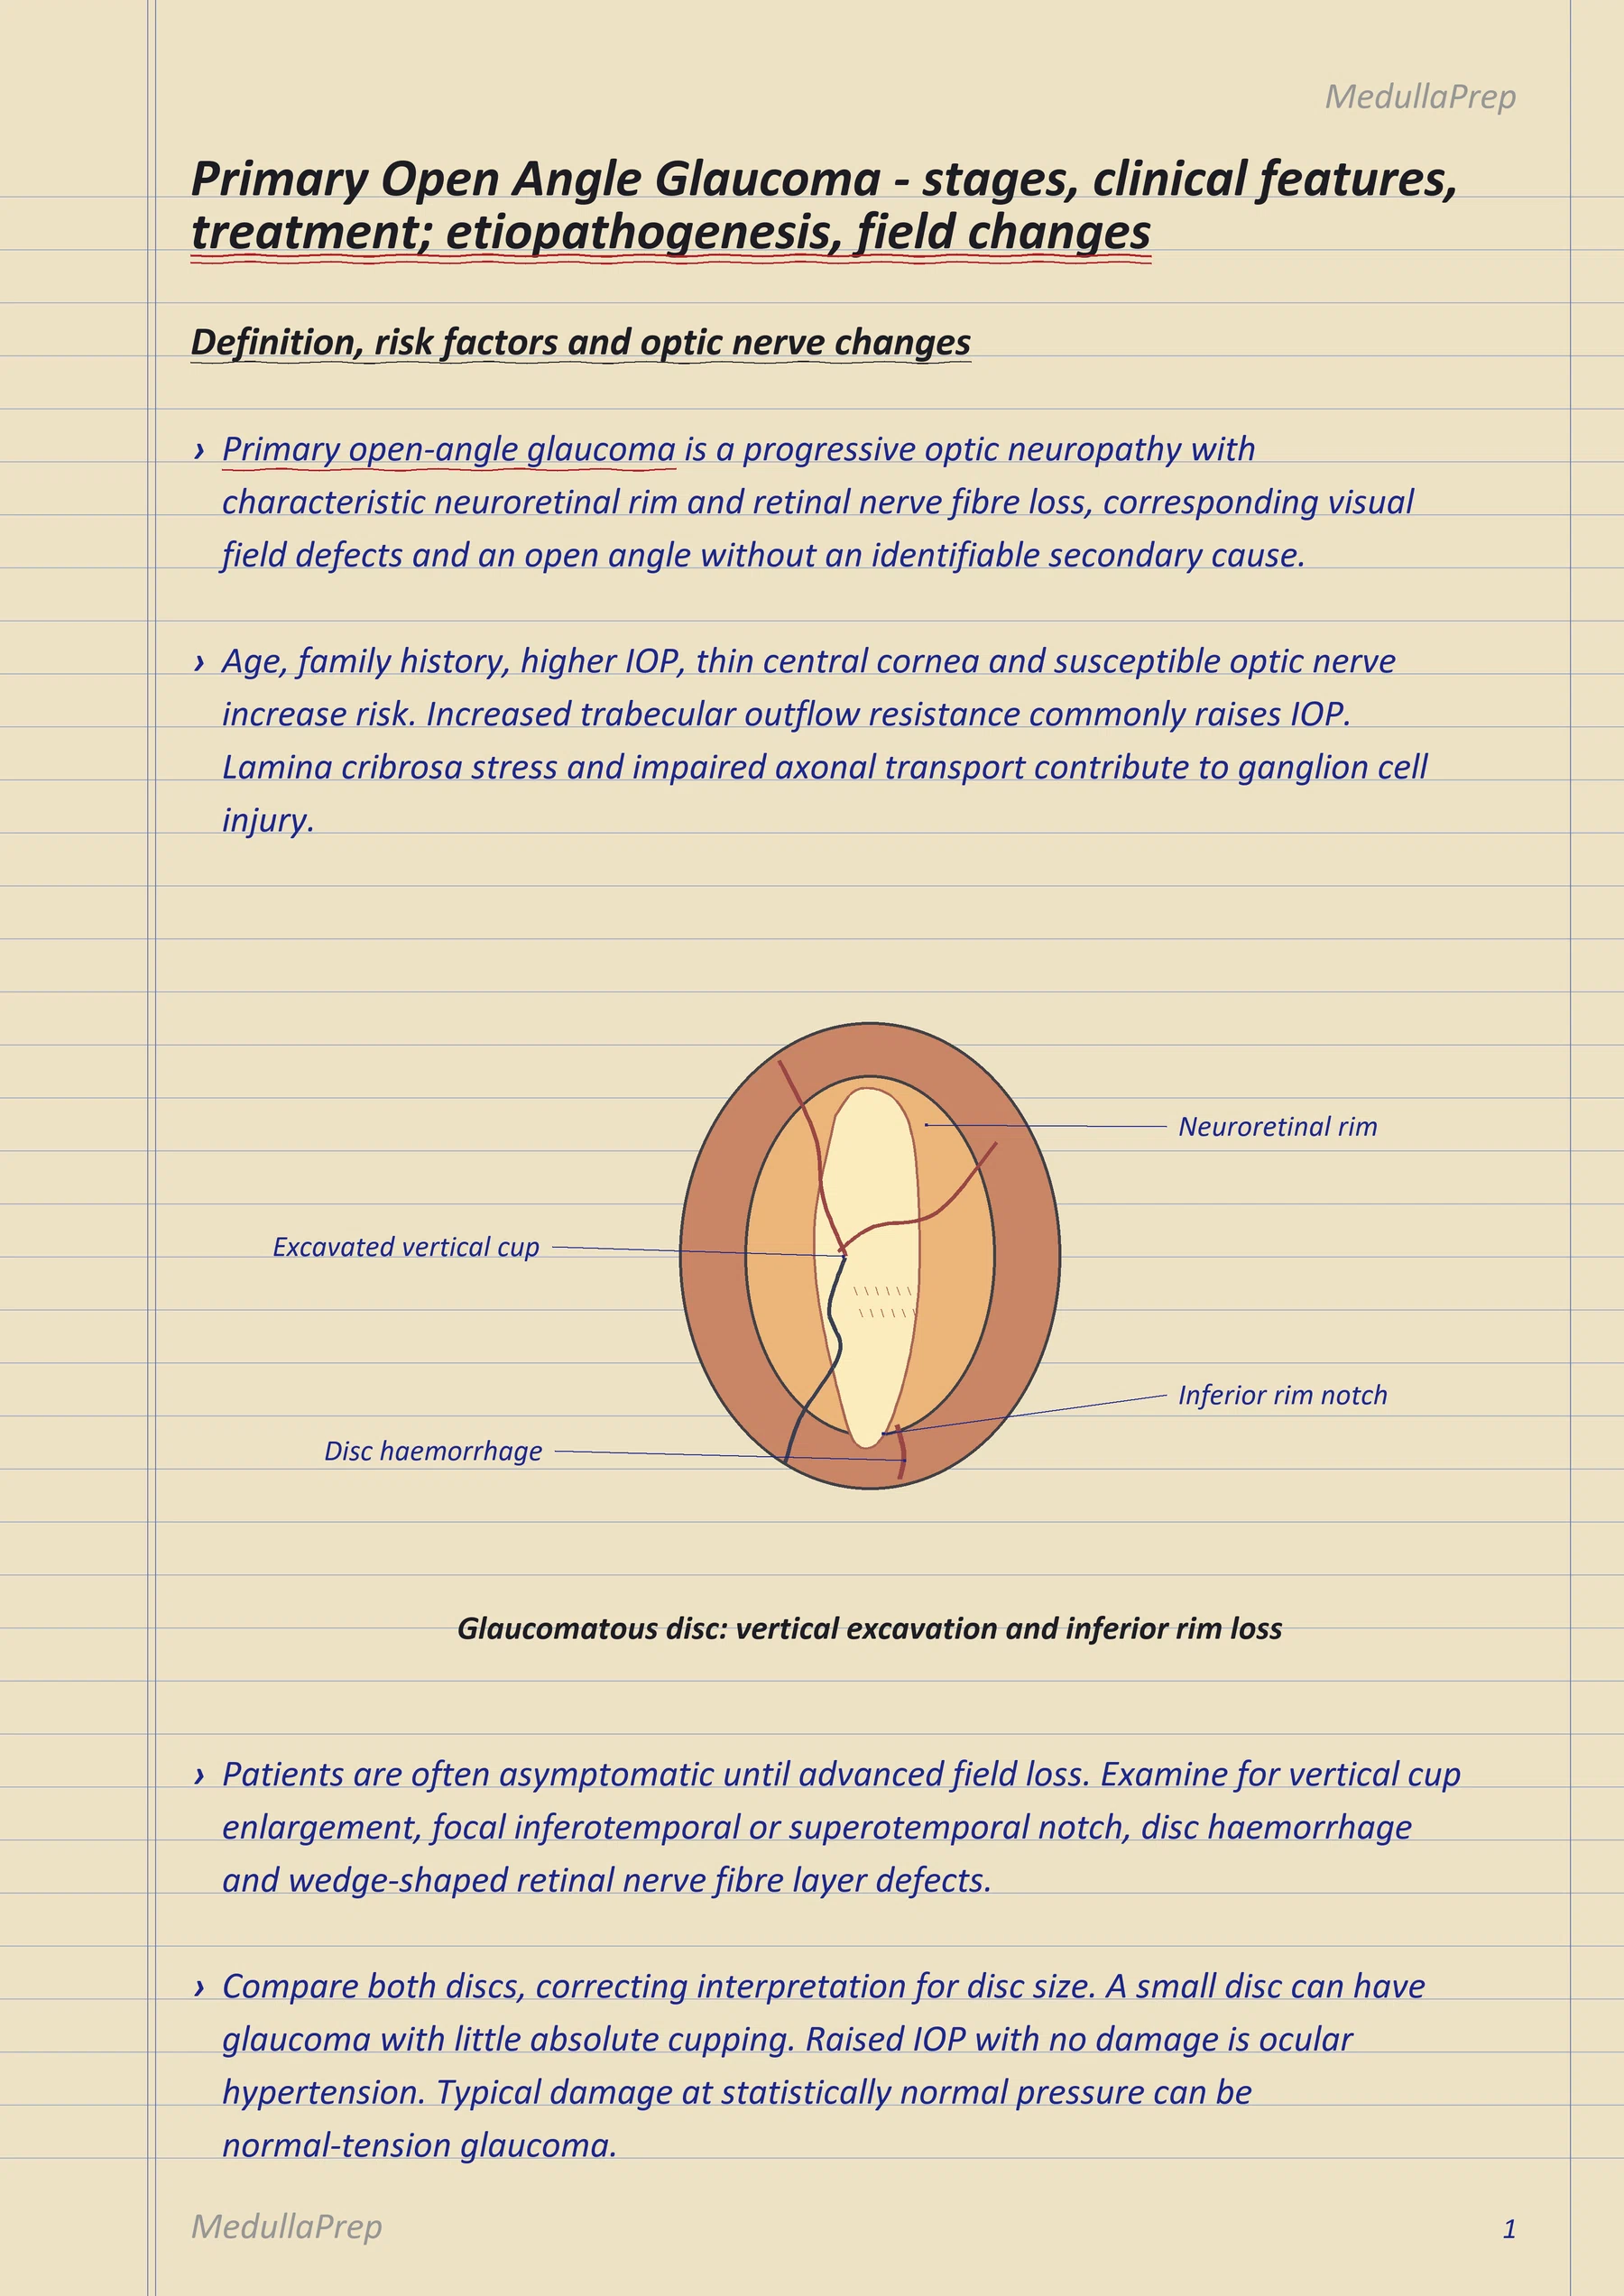 MedullaPrep
Primary Open Angle Glaucoma - stages, clinical features,
treatment; etiopathogenesis, field changes
Definition, risk factors and optic nerve changes
› Primary open-angle glaucoma is a progressive optic neuropathy with
characteristic neuroretinal rim and retinal nerve fibre loss, corresponding visual
field defects and an open angle without an identifiable secondary cause.
› Age, family history, higher IOP, thin central cornea and susceptible optic nerve
increase risk. Increased trabecular outflow resistance commonly raises IOP.
Lamina cribrosa stress and impaired axonal transport contribute to ganglion cell
injury.
Neuroretinal rim
Excavated vertical cup
Inferior rim notch
Disc haemorrhage
Glaucomatous disc: vertical excavation and inferior rim loss
› Patients are often asymptomatic until advanced field loss. Examine for vertical cup
enlargement, focal inferotemporal or superotemporal notch, disc haemorrhage
and wedge-shaped retinal nerve fibre layer defects.
› Compare both discs, correcting interpretation for disc size. A small disc can have
glaucoma with little absolute cupping. Raised IOP with no damage is ocular
hypertension. Typical damage at statistically normal pressure can be
normal-tension glaucoma.
MedullaPrep
1